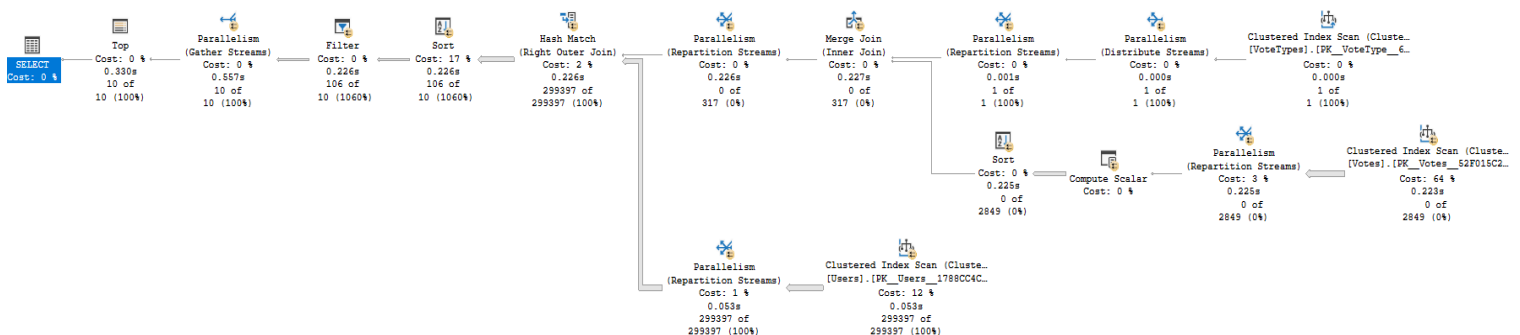 SELECT
Cost: 0 %
Top
Cost: 0 %
0.330s
10 of
10 (100%)
Parallelism
(Gather Streams)
Cost: 0 %
0.557s
10 of
10 (100%)
Filter
Cost: 0 %
0.226s
106 of
10 (1060%)
Sort
Cost: 17 %
0.226s
106 of
10 (1060%)
Hash Match
(Right Outer Join)
Cost: 2 %
0.226s
299397 of
299397 (100%)
Parallelism
(Repartition Streams)
Cost: 0 %
0.226s
0 of
317 (0%)
Merge Join
(Inner Join)
Cost: 0 %
0.227s
0 of
317 (0%)
Parallelism
(Repartition Streams)
Cost: 0 %
0.001s
1 of
1 (100%)
Parallelism
(Distribute Streams)
Cost: 0 %
0.000s
1 of
1 (100%)
Clustered Index Scan (Cluste…
[VoteTypes].[PK__VoteType__6…
Cost: 0 %
0.000s
1 of
1 (100%)
Sort
Cost: 0 %
0.225s
0 of
2849 (0%)
Compute Scalar
Cost: 0 %
Parallelism
(Repartition Streams)
Cost: 3 %
0.225s
0 of
2849 (0%)
Clustered Index Scan (Cluste…
[Votes].[PK__Votes__52F015C2…
Cost: 64 %
0.223s
0 of
2849 (0%)
Parallelism
(Repartition Streams)
Cost: 1 %
0.053s
299397 of
299397 (100%)
Clustered Index Scan (Cluste…
[Users].[PK__Users__1788CC4C…
Cost: 12 %
0.053s
299397 of
299397 (100%)